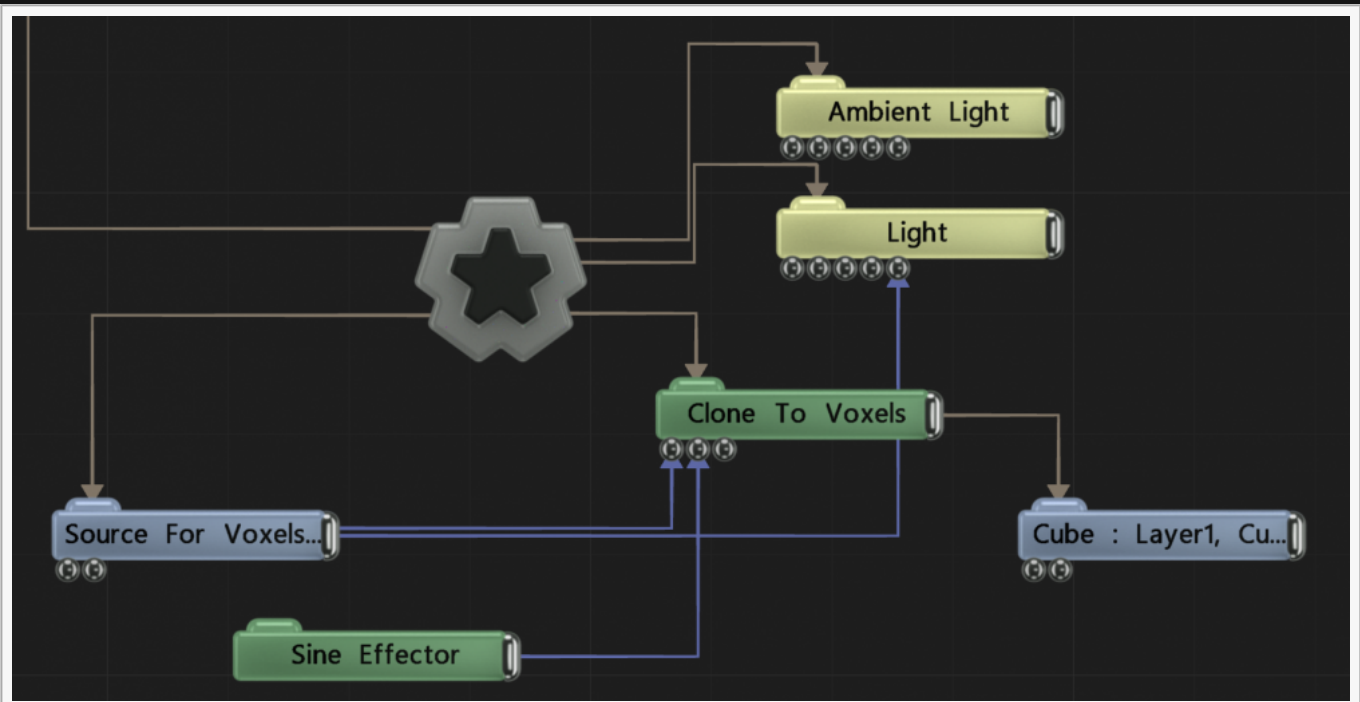 Ambient Light
Light
Clone To Voxels
Source For Voxels...
Cube : Layer1, Cu...
Sine Effector